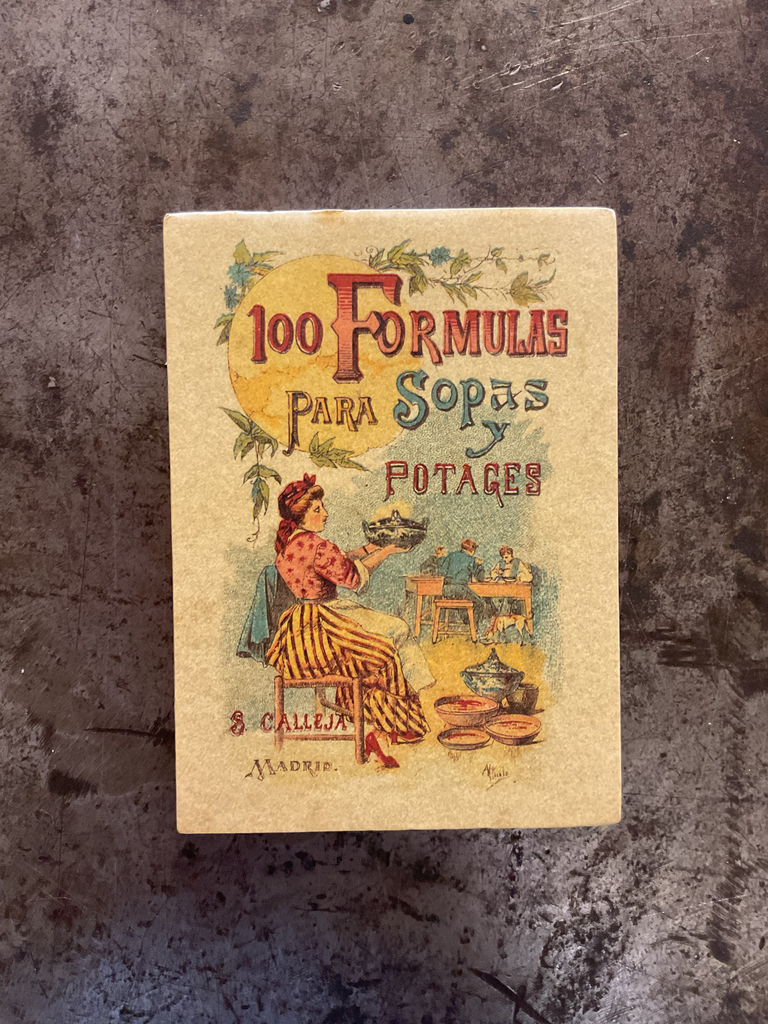 100 FORMULAS
PARA SOPAS
y
POTAGES
S. CALLEJA
MADRID.